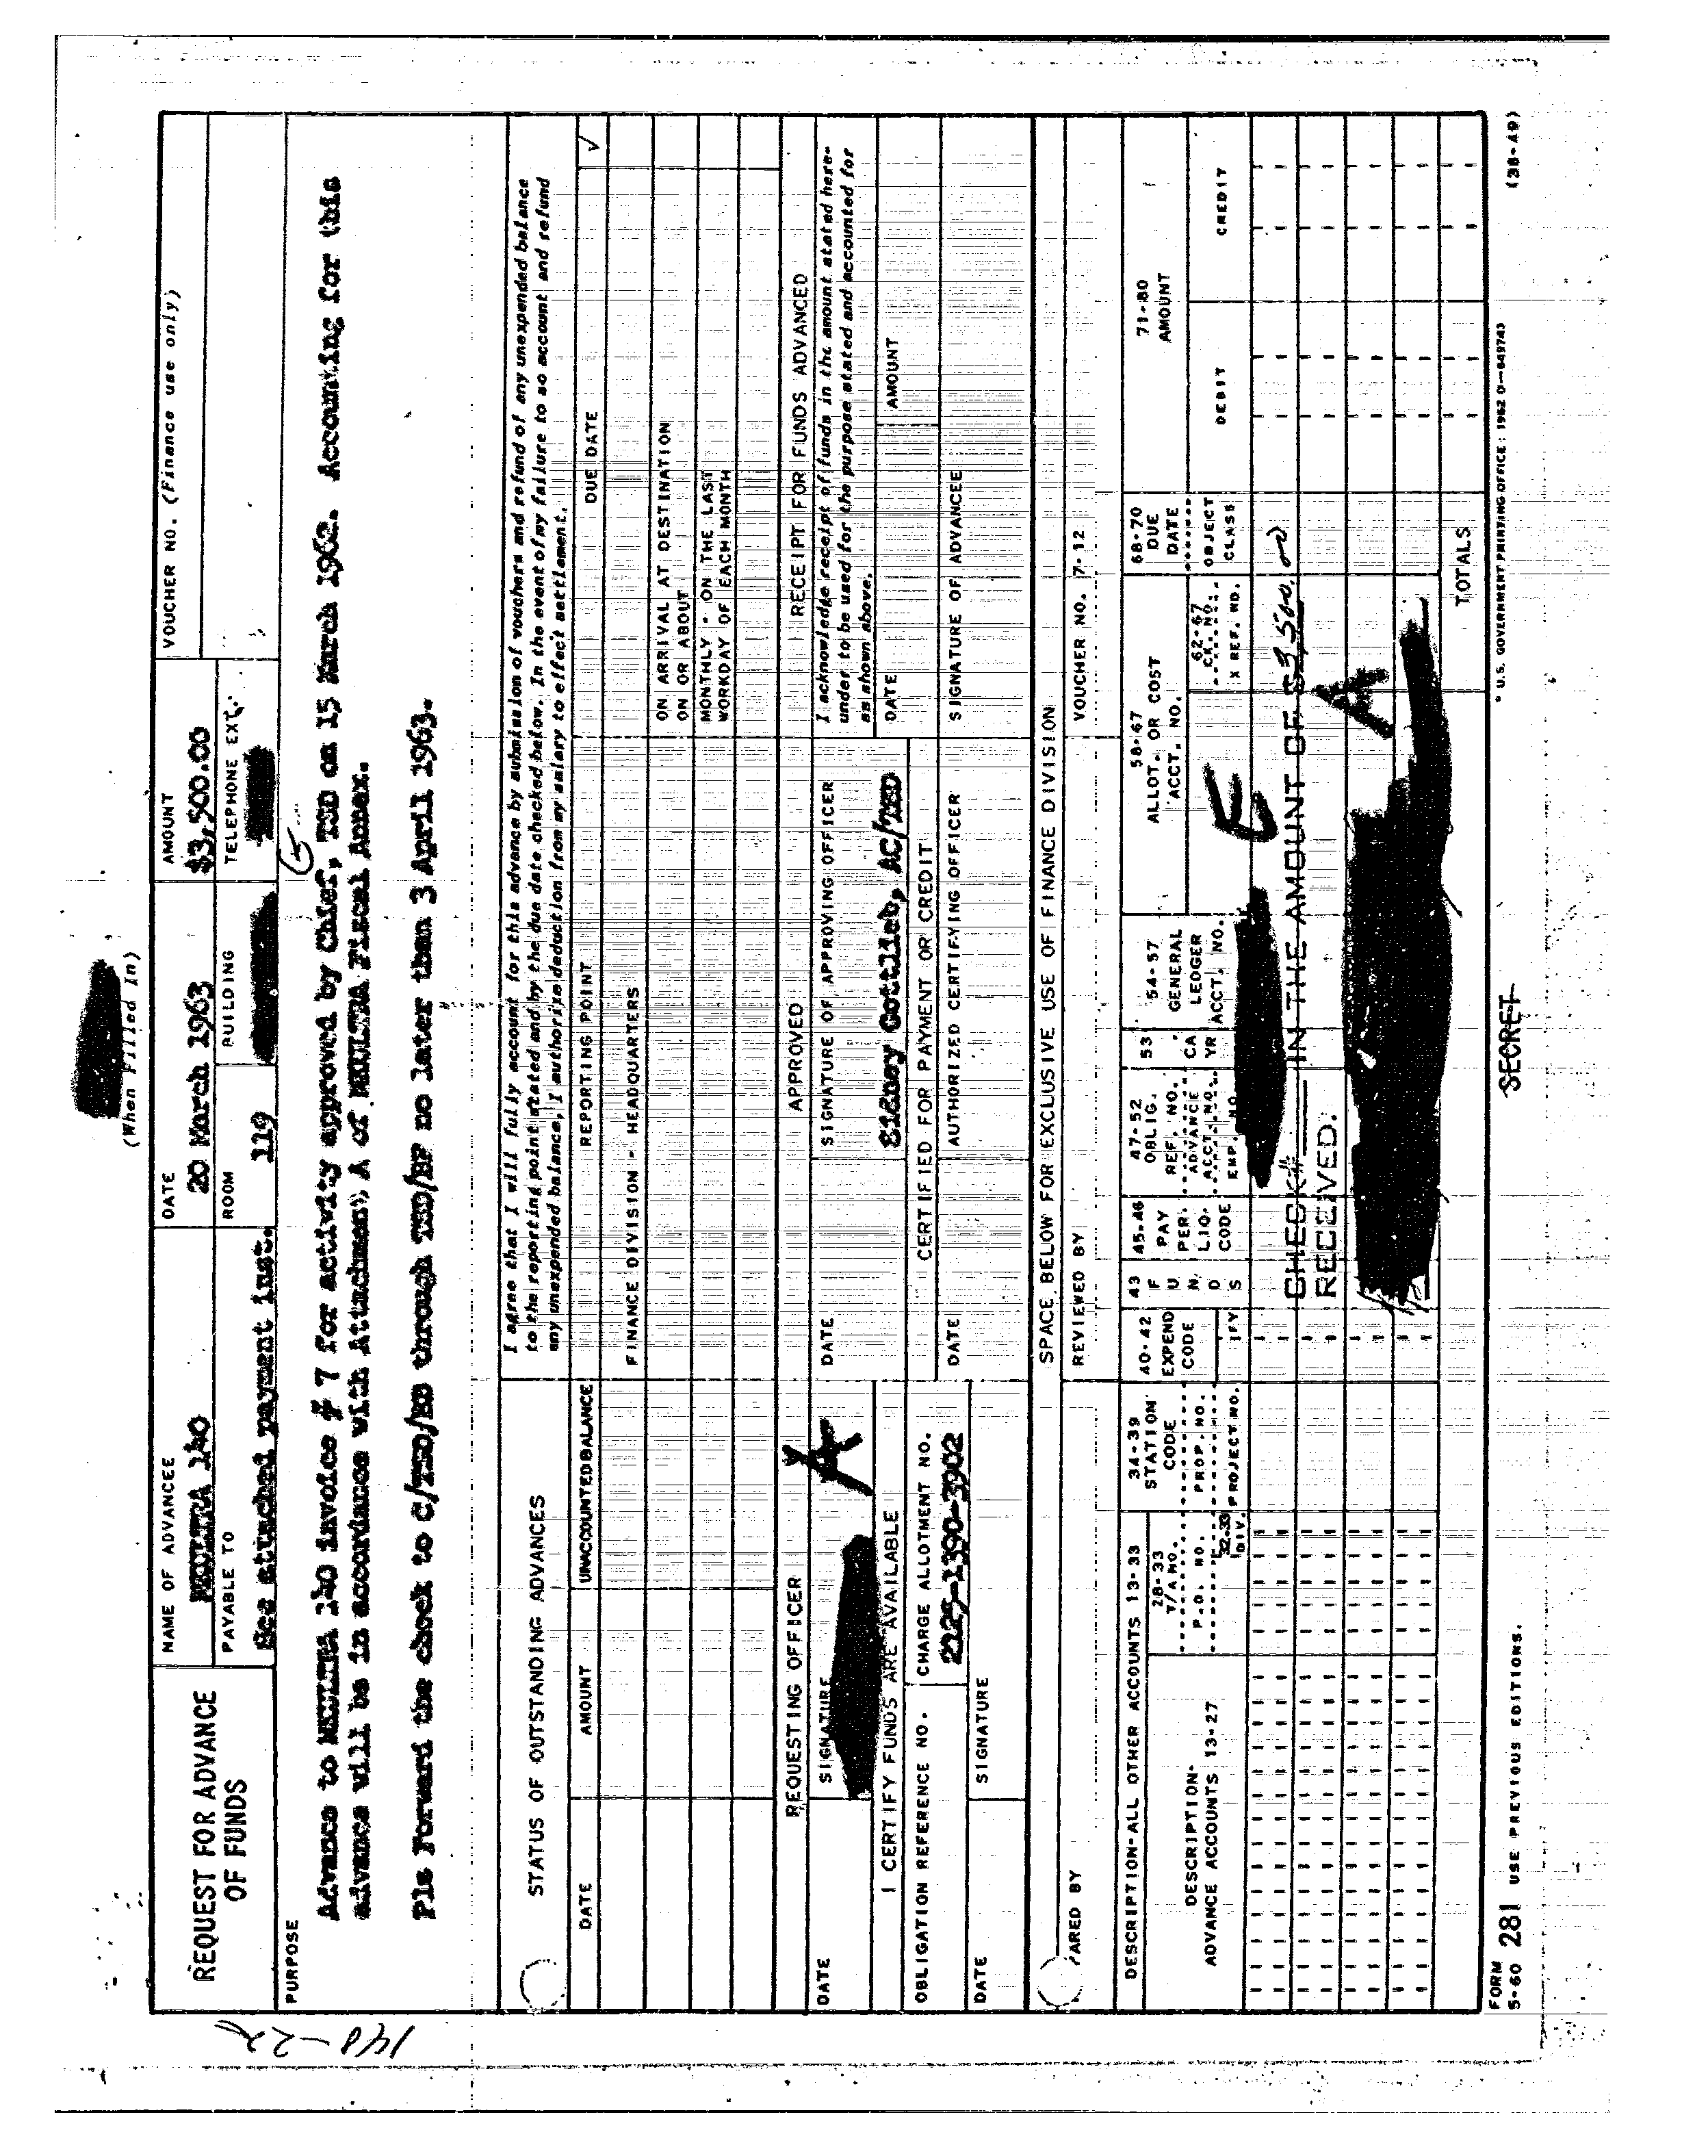 (When Filled In)
REQUEST FOR ADVANCE
OF FUNDS
NAME OF ADVANCEE
MKULTRA 140
DATE
20 March 1963
AMOUNT
$3,500.00
VOUCHER NO. (Finance use only)
PAYABLE TO
See attached payment inst.
ROOM
119
BUILDING
TELEPHONE EXT.
PURPOSE
Advance to MKULTRA 140 invoice # 7 for activity approved by Chief, TSD on 15 March 1962. Accounting for this
advance will be in accordance with Attachment A of MKULTRA Fiscal Annex.
Pls forward the check to C/TSD/BB through TSD/BF no later than 3 April 1963.
STATUS OF OUTSTANDING ADVANCES
I agree that I will fully account for this advance by submission of vouchers and refund of any unexpended balance
to the reporting point stated and by the due date checked below. In the event of my failure to so account and refund
any unexpended balance, I authorize deduction from my salary to effect settlement.
DATE
AMOUNT
UNACCOUNTED BALANCE
REPORTING POINT
DUE DATE
✓
FINANCE DIVISION - HEADQUARTERS
ON ARRIVAL AT DESTINATION
ON OR ABOUT
MONTHLY - ON THE LAST
WORKDAY OF EACH MONTH
REQUESTING OFFICER
APPROVED
RECEIPT FOR FUNDS ADVANCED
DATE
SIGNATURE
A
DATE
SIGNATURE OF APPROVING OFFICER
Sidney Gottlieb, AC/TSD
I acknowledge receipt of funds in the amount stated here-
under to be used for the purpose stated and accounted for
as shown above.
I CERTIFY FUNDS ARE AVAILABLE
CERTIFIED FOR PAYMENT OR CREDIT
DATE
AMOUNT
OBLIGATION REFERENCE NO.
CHARGE ALLOTMENT NO.
2125-1390-3902
DATE
AUTHORIZED CERTIFYING OFFICER
SIGNATURE OF ADVANCEE
DATE
SIGNATURE
SPACE BELOW FOR EXCLUSIVE USE OF FINANCE DIVISION
PARED BY
REVIEWED BY
VOUCHER NO. 7-12
DESCRIPTION-ALL OTHER ACCOUNTS 13-33
DESCRIPTION-
ADVANCE ACCOUNTS 13-27
28-33
T/A NO.
P.O. NO.
32-33
DIV.
34-39
STATION
CODE
PROP. NO.
PROJECT NO.
40-42
EXPEND
CODE
FY
43
F
U
N
D
S
45-46
PAY
PER.
LIQ.
CODE
47-52
OBLIG.
REF. NO.
ADVANCE
ACCT. NO.
EMP. NO.
53
CA
YR
54-57
GENERAL
LEDGER
ACCT. NO.
58-67
ALLOT. OR COST
ACCT. NO.
62-67
CK. NO.
X REF. NO.
68-70
DUE
DATE
OBJECT
CLASS
71-80
AMOUNT
DEBIT
CREDIT
CHECK# IN THE AMOUNT OF $3,500.00
RECEIVED.
A
TOTALS
FORM
5-60 281 USE PREVIOUS EDITIONS.
SECRET
* U.S. GOVERNMENT PRINTING OFFICE : 1962 O-649743
(38-49)
140-22